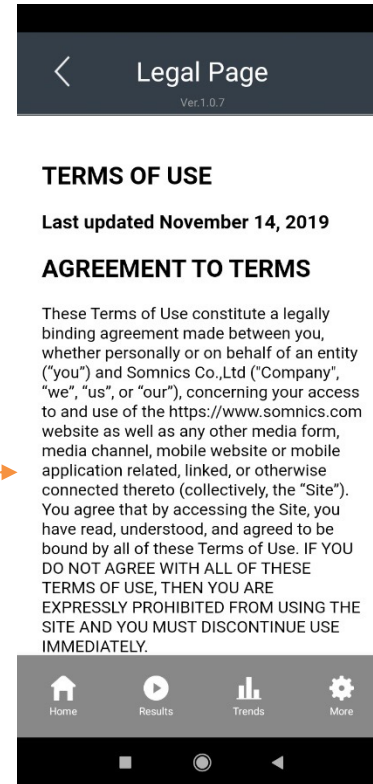 Legal Page
Ver.1.0.7
TERMS OF USE
Last updated November 14, 2019
AGREEMENT TO TERMS
These Terms of Use constitute a legally
binding agreement made between you,
whether personally or on behalf of an entity
(“you”) and Somnics Co.,Ltd ("Company",
“we”, “us”, or “our”), concerning your access
to and use of the https://www.somnics.com
website as well as any other media form,
media channel, mobile website or mobile
application related, linked, or otherwise
connected thereto (collectively, the “Site”).
You agree that by accessing the Site, you
have read, understood, and agreed to be
bound by all of these Terms of Use. IF YOU
DO NOT AGREE WITH ALL OF THESE
TERMS OF USE, THEN YOU ARE
EXPRESSLY PROHIBITED FROM USING THE
SITE AND YOU MUST DISCONTINUE USE
IMMEDIATELY.
Home Results Trends More